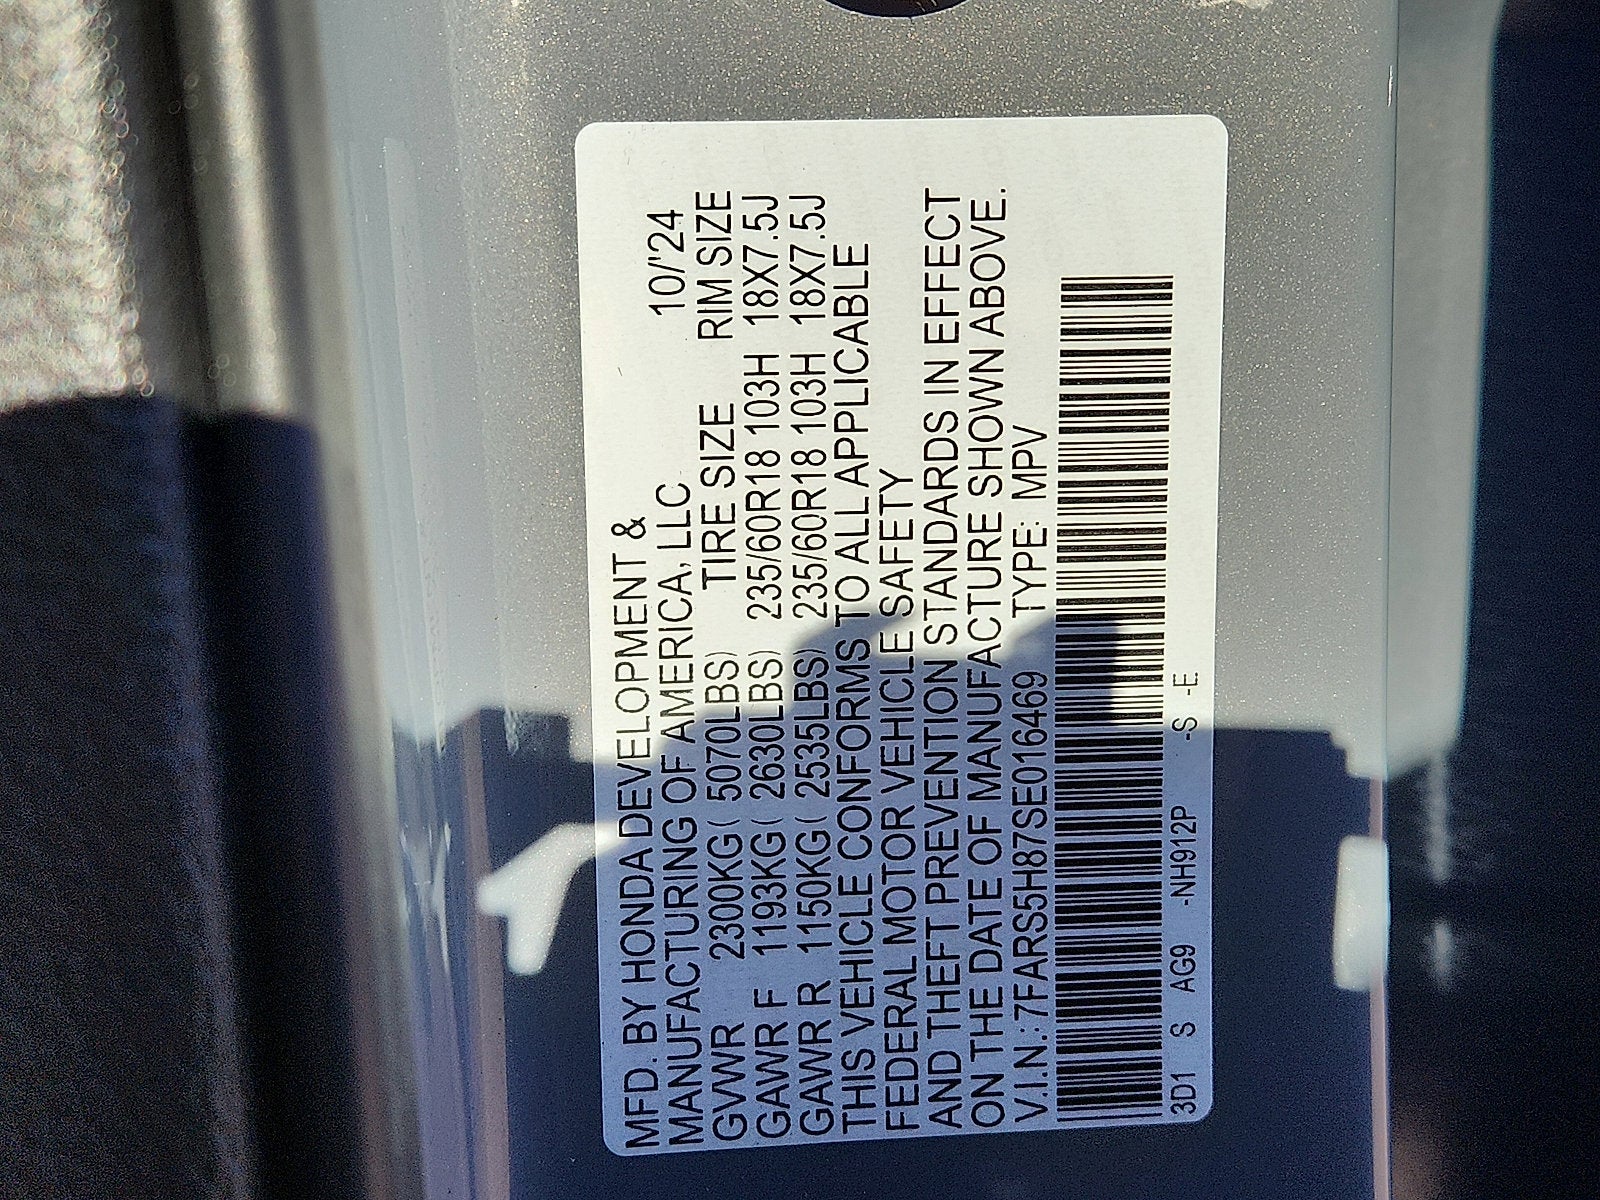 MFD. BY HONDA DEVELOPMENT &
MANUFACTURING OF AMERICA, LLC 10/'24
GVWR 2300KG( 5070LBS) TIRE SIZE RIM SIZE
GAWR F 1193KG( 2630LBS) 235/60R18 103H 18X7.5J
GAWR R 1150KG( 2535LBS) 235/60R18 103H 18X7.5J
THIS VEHICLE CONFORMS TO ALL APPLICABLE
FEDERAL MOTOR VEHICLE SAFETY
AND THEFT PREVENTION STANDARDS IN EFFECT
ON THE DATE OF MANUFACTURE SHOWN ABOVE.
V.I.N.: 7FARS5H87SE016469 TYPE: MPV
3D1 S AG9 -NH912P -S -E